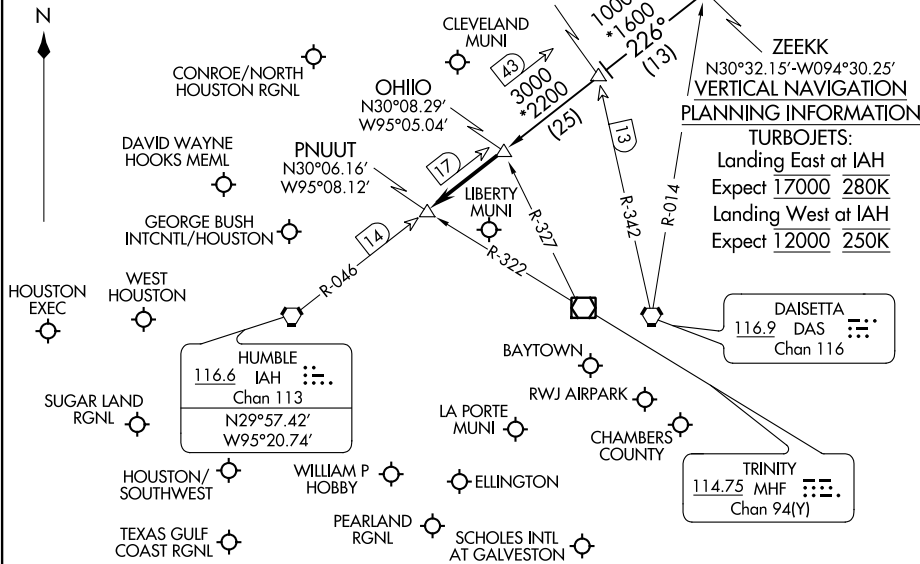 N
1000
*1600
226°
(13)
ZEEKK
N30°32.15'-W094°30.25'
VERTICAL NAVIGATION
PLANNING INFORMATION
TURBOJETS:
Landing East at IAH
Expect 17000 280K
Landing West at IAH
Expect 12000 250K
CLEVELAND
MUNI
CONROE/NORTH
HOUSTON RGNL
43
3000
*2200
(25)
OHIIO
N30°08.29'
W95°05.04'
13
DAVID WAYNE
HOOKS MEML
PNUUT
N30°06.16'
W95°08.12'
17
LIBERTY
MUNI
R-327
R-342
R-014
GEORGE BUSH
INTCNTL/HOUSTON
14
R-046
R-322
HOUSTON
EXEC
WEST
HOUSTON
DAISETTA
116.9 DAS
Chan 116
HUMBLE
116.6 IAH
Chan 113
N29°57.42'
W95°20.74'
BAYTOWN
RWJ AIRPARK
SUGAR LAND
RGNL
LA PORTE
MUNI
CHAMBERS
COUNTY
HOUSTON/
SOUTHWEST
WILLIAM P
HOBBY
ELLINGTON
TRINITY
114.75 MHF
Chan 94(Y)
TEXAS GULF
COAST RGNL
PEARLAND
RGNL
SCHOLES INTL
AT GALVESTON